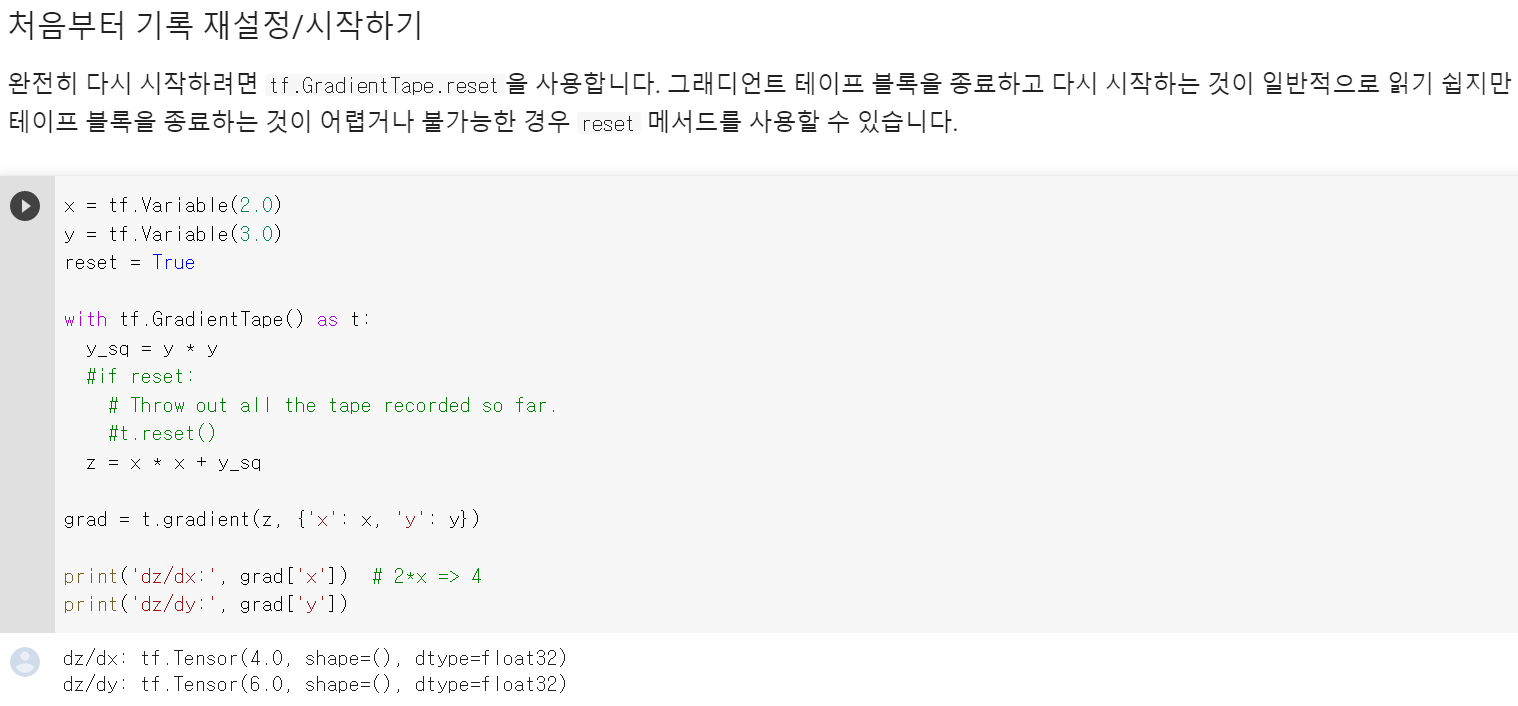 처음부터 기록 재설정/시작하기
완전히 다시 시작하려면 tf.GradientTape.reset 을 사용합니다. 그래디언트 테이프 블록을 종료하고 다시 시작하는 것이 일반적으로 읽기 쉽지만
테이프 블록을 종료하는 것이 어렵거나 불가능한 경우 reset 메서드를 사용할 수 있습니다.
x = tf.Variable(2.0)
y = tf.Variable(3.0)
reset = True
with tf.GradientTape() as t:
  y_sq = y * y
  #if reset:
    # Throw out all the tape recorded so far.
    #t.reset()
  z = x * x + y_sq
grad = t.gradient(z, {'x': x, 'y': y})
print('dz/dx:', grad['x'])  # 2*x => 4
print('dz/dy:', grad['y'])
dz/dx: tf.Tensor(4.0, shape=(), dtype=float32)
dz/dy: tf.Tensor(6.0, shape=(), dtype=float32)